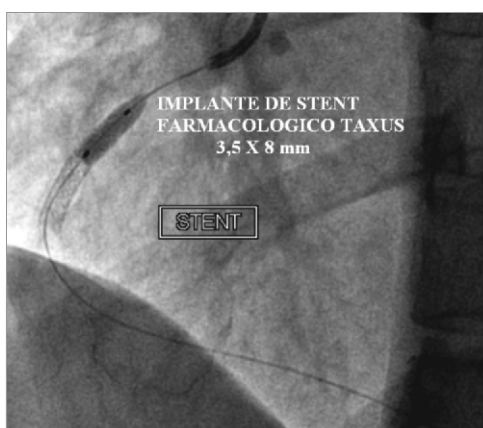 IMPLANTE DE STENT
FARMACOLOGICO TAXUS
3,5 X 8 mm
STENT